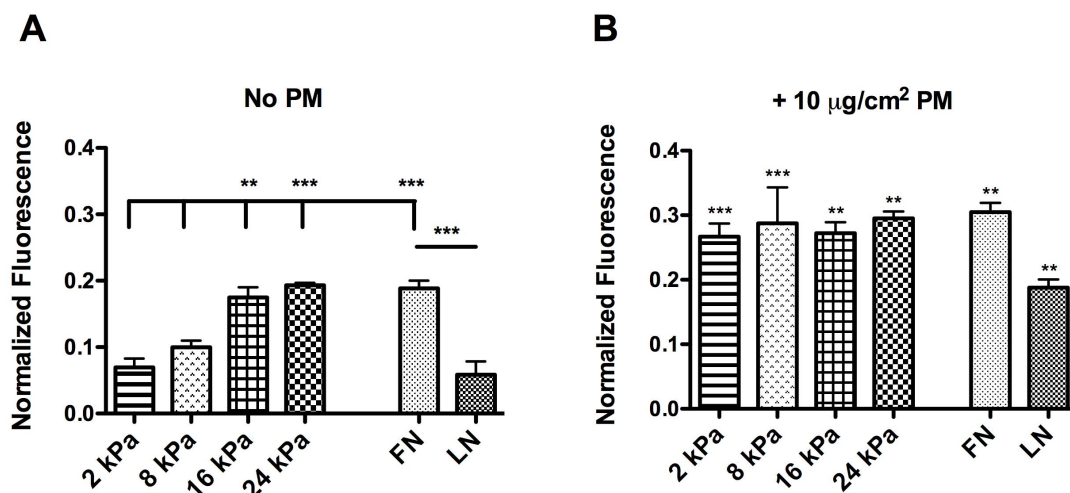 A
No PM
Normalized Fluorescence
0.4
0.3
0.2
0.1
0.0
** *** ***
***
2 kPa
8 kPa
16 kPa
24 kPa
FN
LN
B
+ 10 μg/cm² PM
Normalized Fluorescence
0.4
0.3
0.2
0.1
0.0
*** *** ** ** ** **
2 kPa
8 kPa
16 kPa
24 kPa
FN
LN